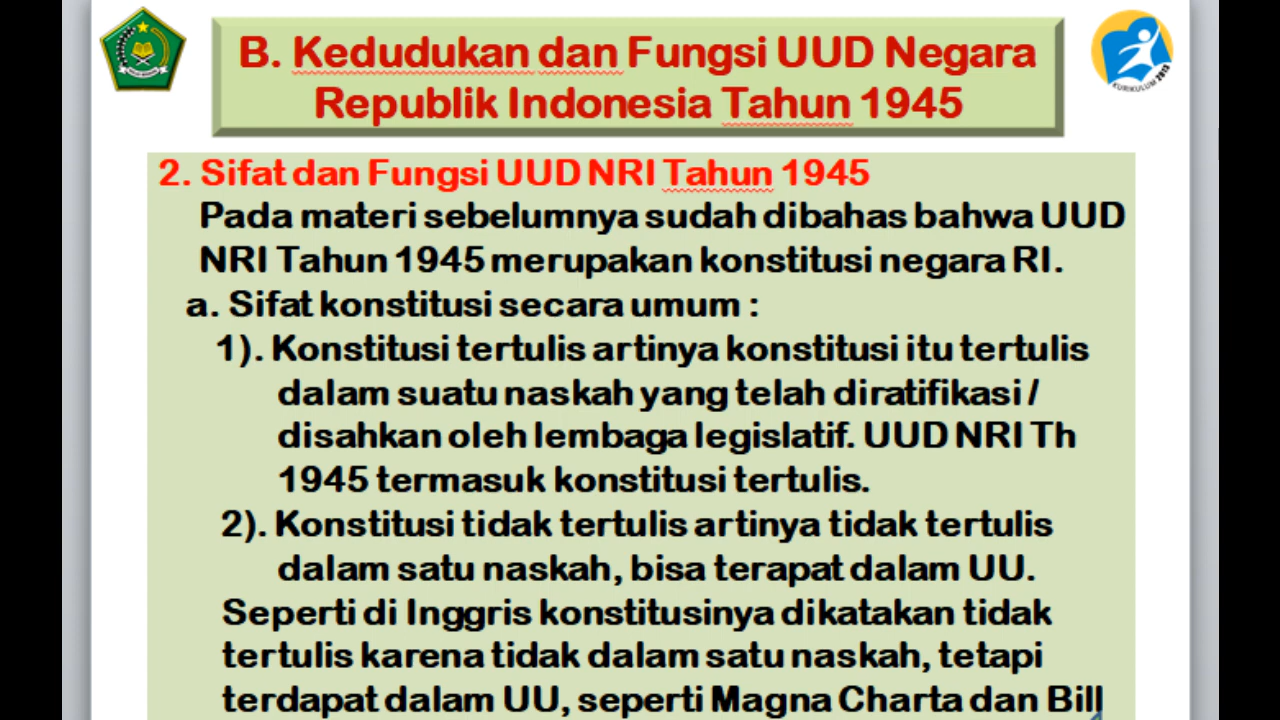 B. Kedudukan dan Fungsi UUD Negara
Republik Indonesia Tahun 1945
KURIKULUM 2013
2. Sifat dan Fungsi UUD NRI Tahun 1945
Pada materi sebelumnya sudah dibahas bahwa UUD
NRI Tahun 1945 merupakan konstitusi negara RI.
a. Sifat konstitusi secara umum :
1). Konstitusi tertulis artinya konstitusi itu tertulis
dalam suatu naskah yang telah diratifikasi /
disahkan oleh lembaga legislatif. UUD NRI Th
1945 termasuk konstitusi tertulis.
2). Konstitusi tidak tertulis artinya tidak tertulis
dalam satu naskah, bisa terapat dalam UU.
Seperti di Inggris konstitusinya dikatakan tidak
tertulis karena tidak dalam satu naskah, tetapi
terdapat dalam UU, seperti Magna Charta dan Bill